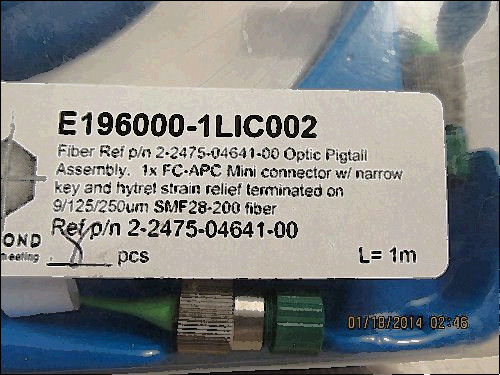 E196000-1LIC002
Fiber Ref p/n 2-2475-04641-00 Optic Pigtail
Assembly. 1x FC-APC Mini connector w/ narrow
key and hytrel strain relief terminated on
9/125/250um SMF28-200 fiber
Ref p/n 2-2475-04641-00
OND
meeting
8 pcs
L= 1m
01/18/2014 02:46